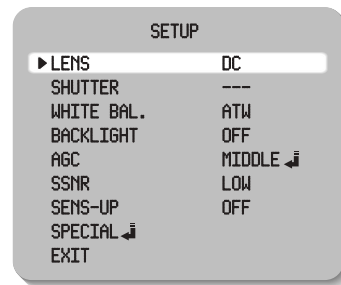 SETUP
▶LENS DC
SHUTTER ---
WHITE BAL. ATW
BACKLIGHT OFF
AGC MIDDLE ↲
SSNR LOW
SENS-UP OFF
SPECIAL ↲
EXIT